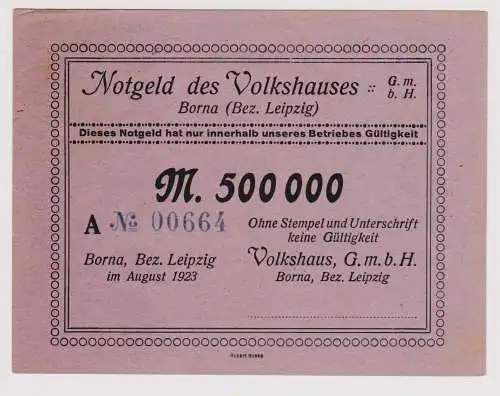 Notgeld des Volkshauses :: G. m. b. H.
Borna (Bez. Leipzig)
Dieses Notgeld hat nur innerhalb unseres Betriebes Gültigkeit
M. 500 000
A № 00664
Ohne Stempel und Unterschrift
keine Gültigkeit
Borna, Bez. Leipzig
im August 1923
Volkshaus, G. m. b. H.
Borna, Bez. Leipzig